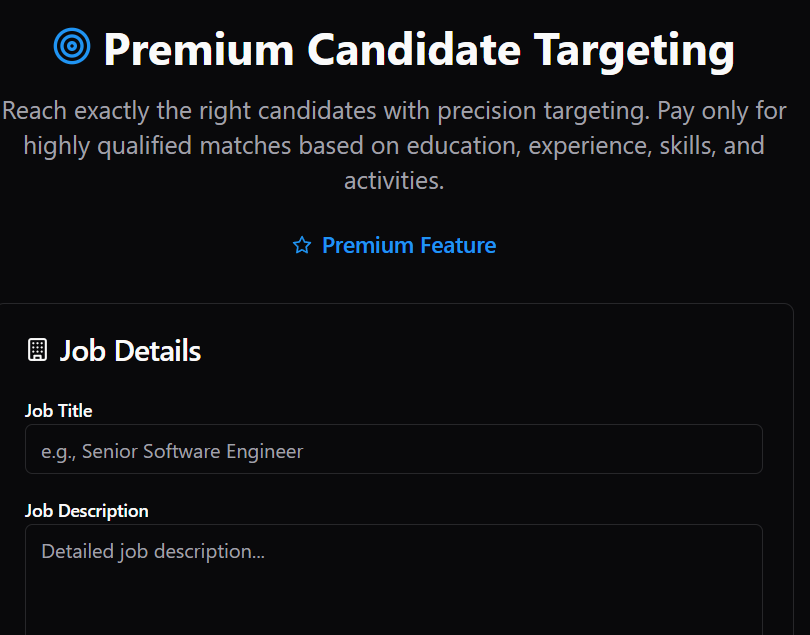 Premium Candidate Targeting
Reach exactly the right candidates with precision targeting. Pay only for
highly qualified matches based on education, experience, skills, and
activities.
Premium Feature
Job Details
Job Title
e.g., Senior Software Engineer
Job Description
Detailed job description...